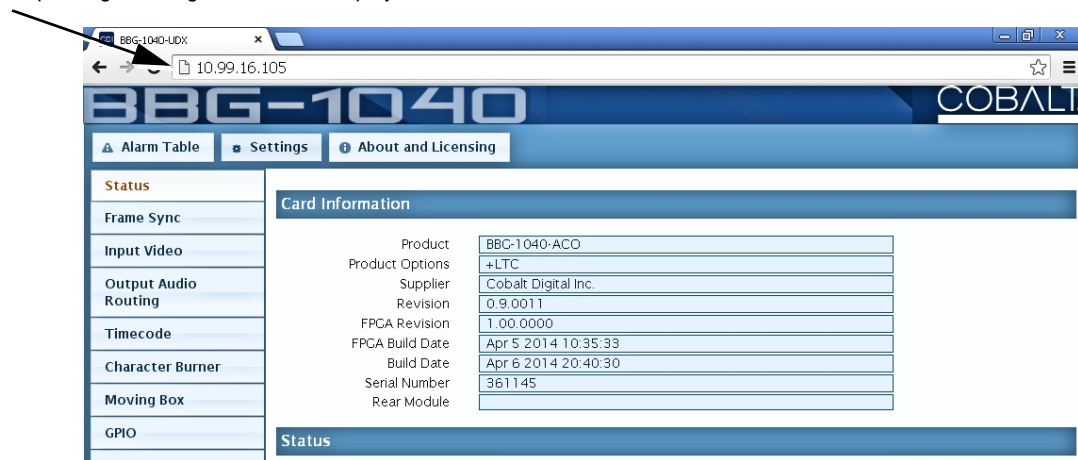 BBG-1040-UDX
10.99.16.105
BBG-1040
COBALT
Alarm Table
Settings
About and Licensing
Status
Frame Sync
Input Video
Output Audio
Routing
Timecode
Character Burner
Moving Box
GPIO
Card Information
Product BBG-1040-ACO
Product Options +LTC
Supplier Cobalt Digital Inc.
Revision 0.9.0011
FPGA Revision 1.00.0000
FPGA Build Date Apr 5 2014 10:35:33
Build Date Apr 6 2014 20:40:30
Serial Number 361145
Rear Module
Status